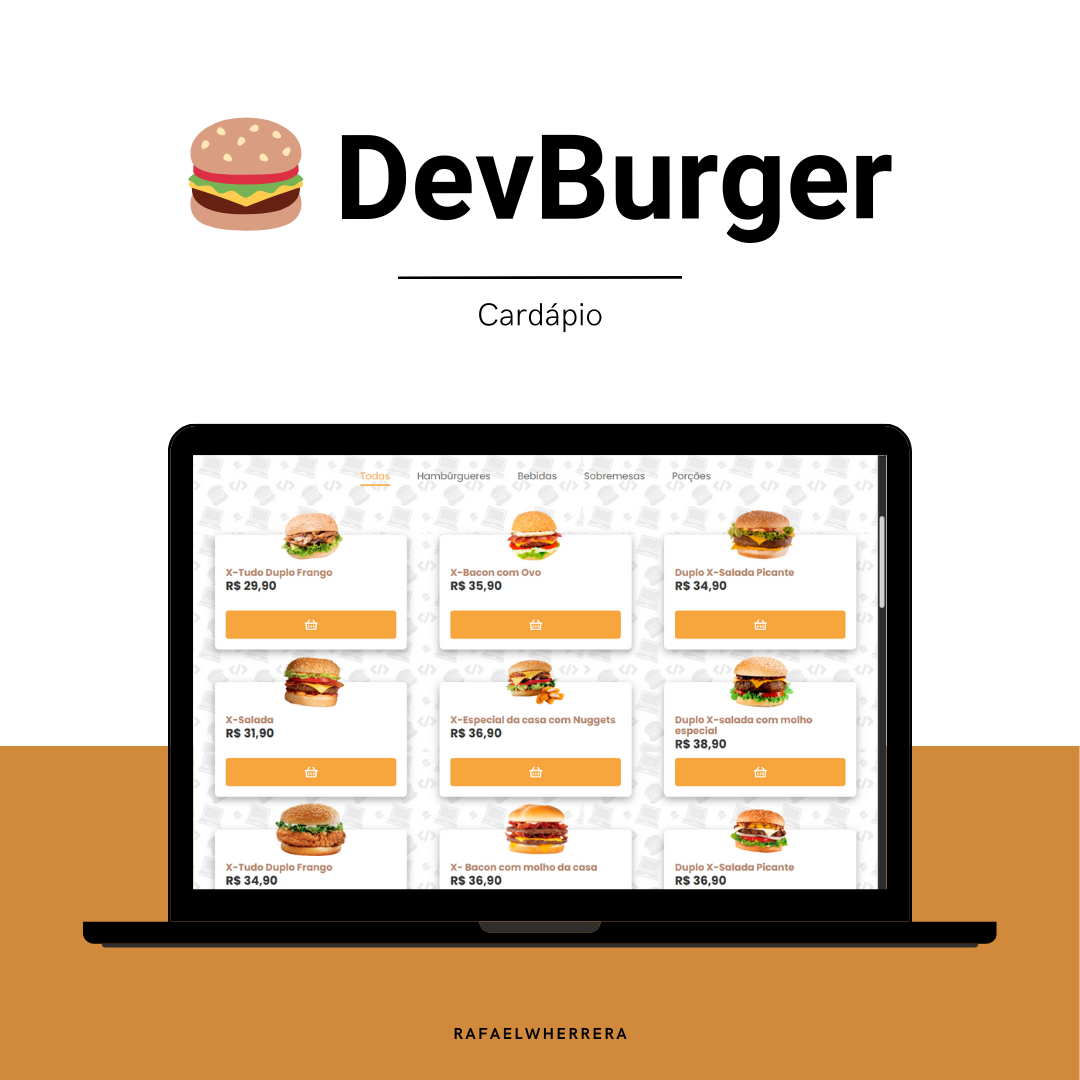 DevBurger
Cardápio
Todas Hambúrgueres Bebidas Sobremesas Porções
X-Tudo Duplo Frango
R$ 29,90
X-Bacon com Ovo
R$ 35,90
Duplo X-Salada Picante
R$ 34,90
X-Salada
R$ 31,90
X-Especial da casa com Nuggets
R$ 36,90
Duplo X-salada com molho
especial
R$ 38,90
X-Tudo Duplo Frango
R$ 34,90
X- Bacon com molho da casa
R$ 36,90
Duplo X-Salada Picante
R$ 36,90
RAFAELWHERRERA